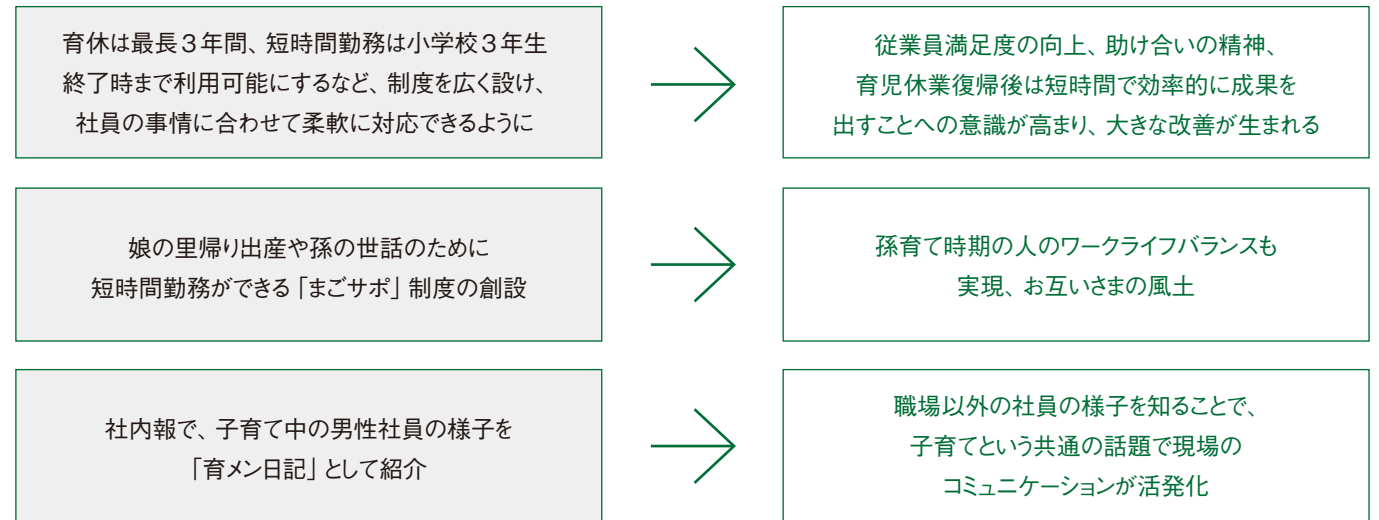 育休は最長3年間、短時間勤務は小学校3年生
終了時まで利用可能にするなど、制度を広く設け、
社員の事情に合わせて柔軟に対応できるように
従業員満足度の向上、助け合いの精神、
育児休業復帰後は短時間で効率的に成果を
出すことへの意識が高まり、大きな改善が生まれる
娘の里帰り出産や孫の世話のために
短時間勤務ができる「まごサポ」制度の創設
孫育て時期の人のワークライフバランスも
実現、お互いさまの風土
社内報で、子育て中の男性社員の様子を
「育メン日記」として紹介
職場以外の社員の様子を知ることで、
子育てという共通の話題で現場の
コミュニケーションが活発化